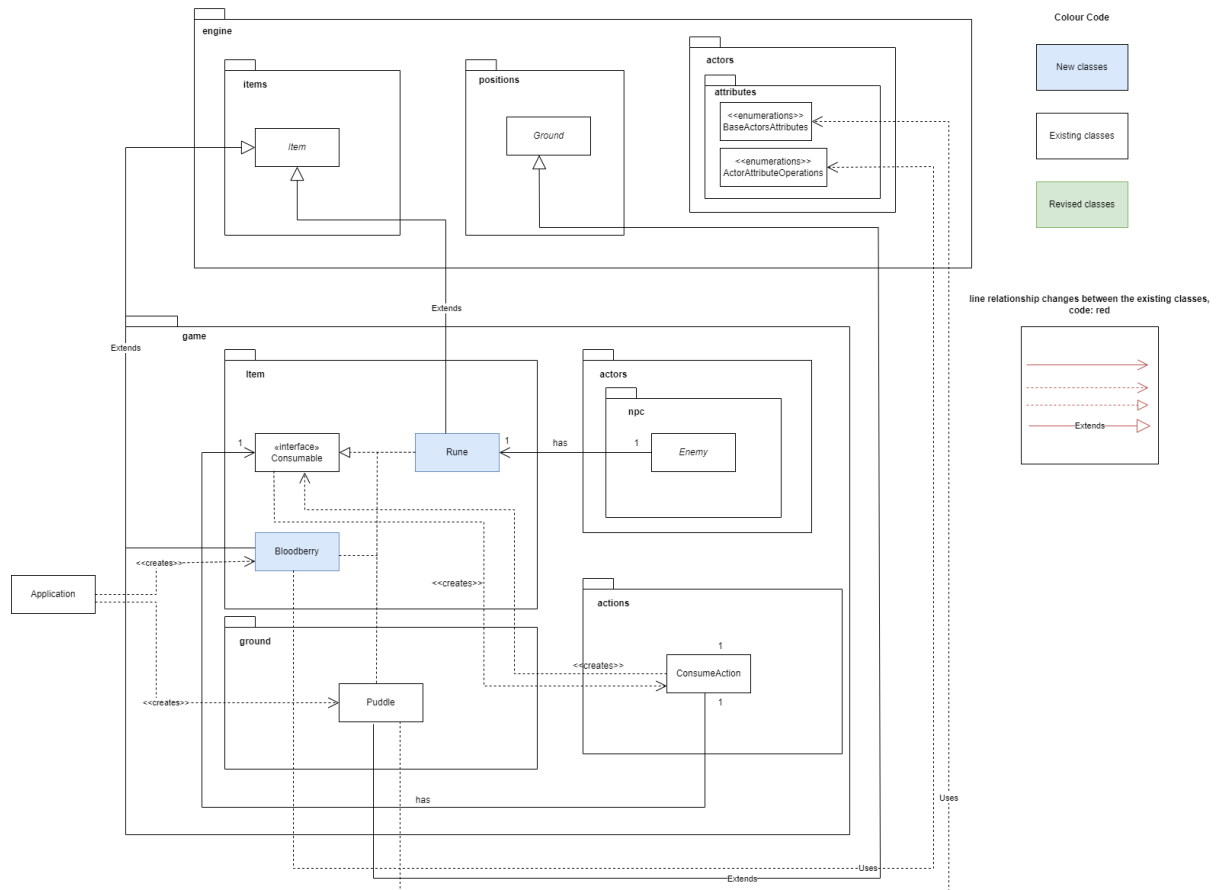 engine
Colour Code
items
positions
actors
attributes
<<enumerations>>
BaseActorsAttributes
<<enumerations>>
ActorAttributeOperations
Item
Ground
New classes
Existing classes
Revised classes
line relationship changes between the existing classes,
code: red
Extends
Extends
Extends
game
Item
actors
npc
1
«interface»
Consumable
Rune
1
has
1
Enemy
Bloodberry
<<creates>>
<<creates>>
Application
actions
ground
1
<<creates>>
ConsumeAction
1
<<creates>>
Puddle
has
Uses
Uses
Extends